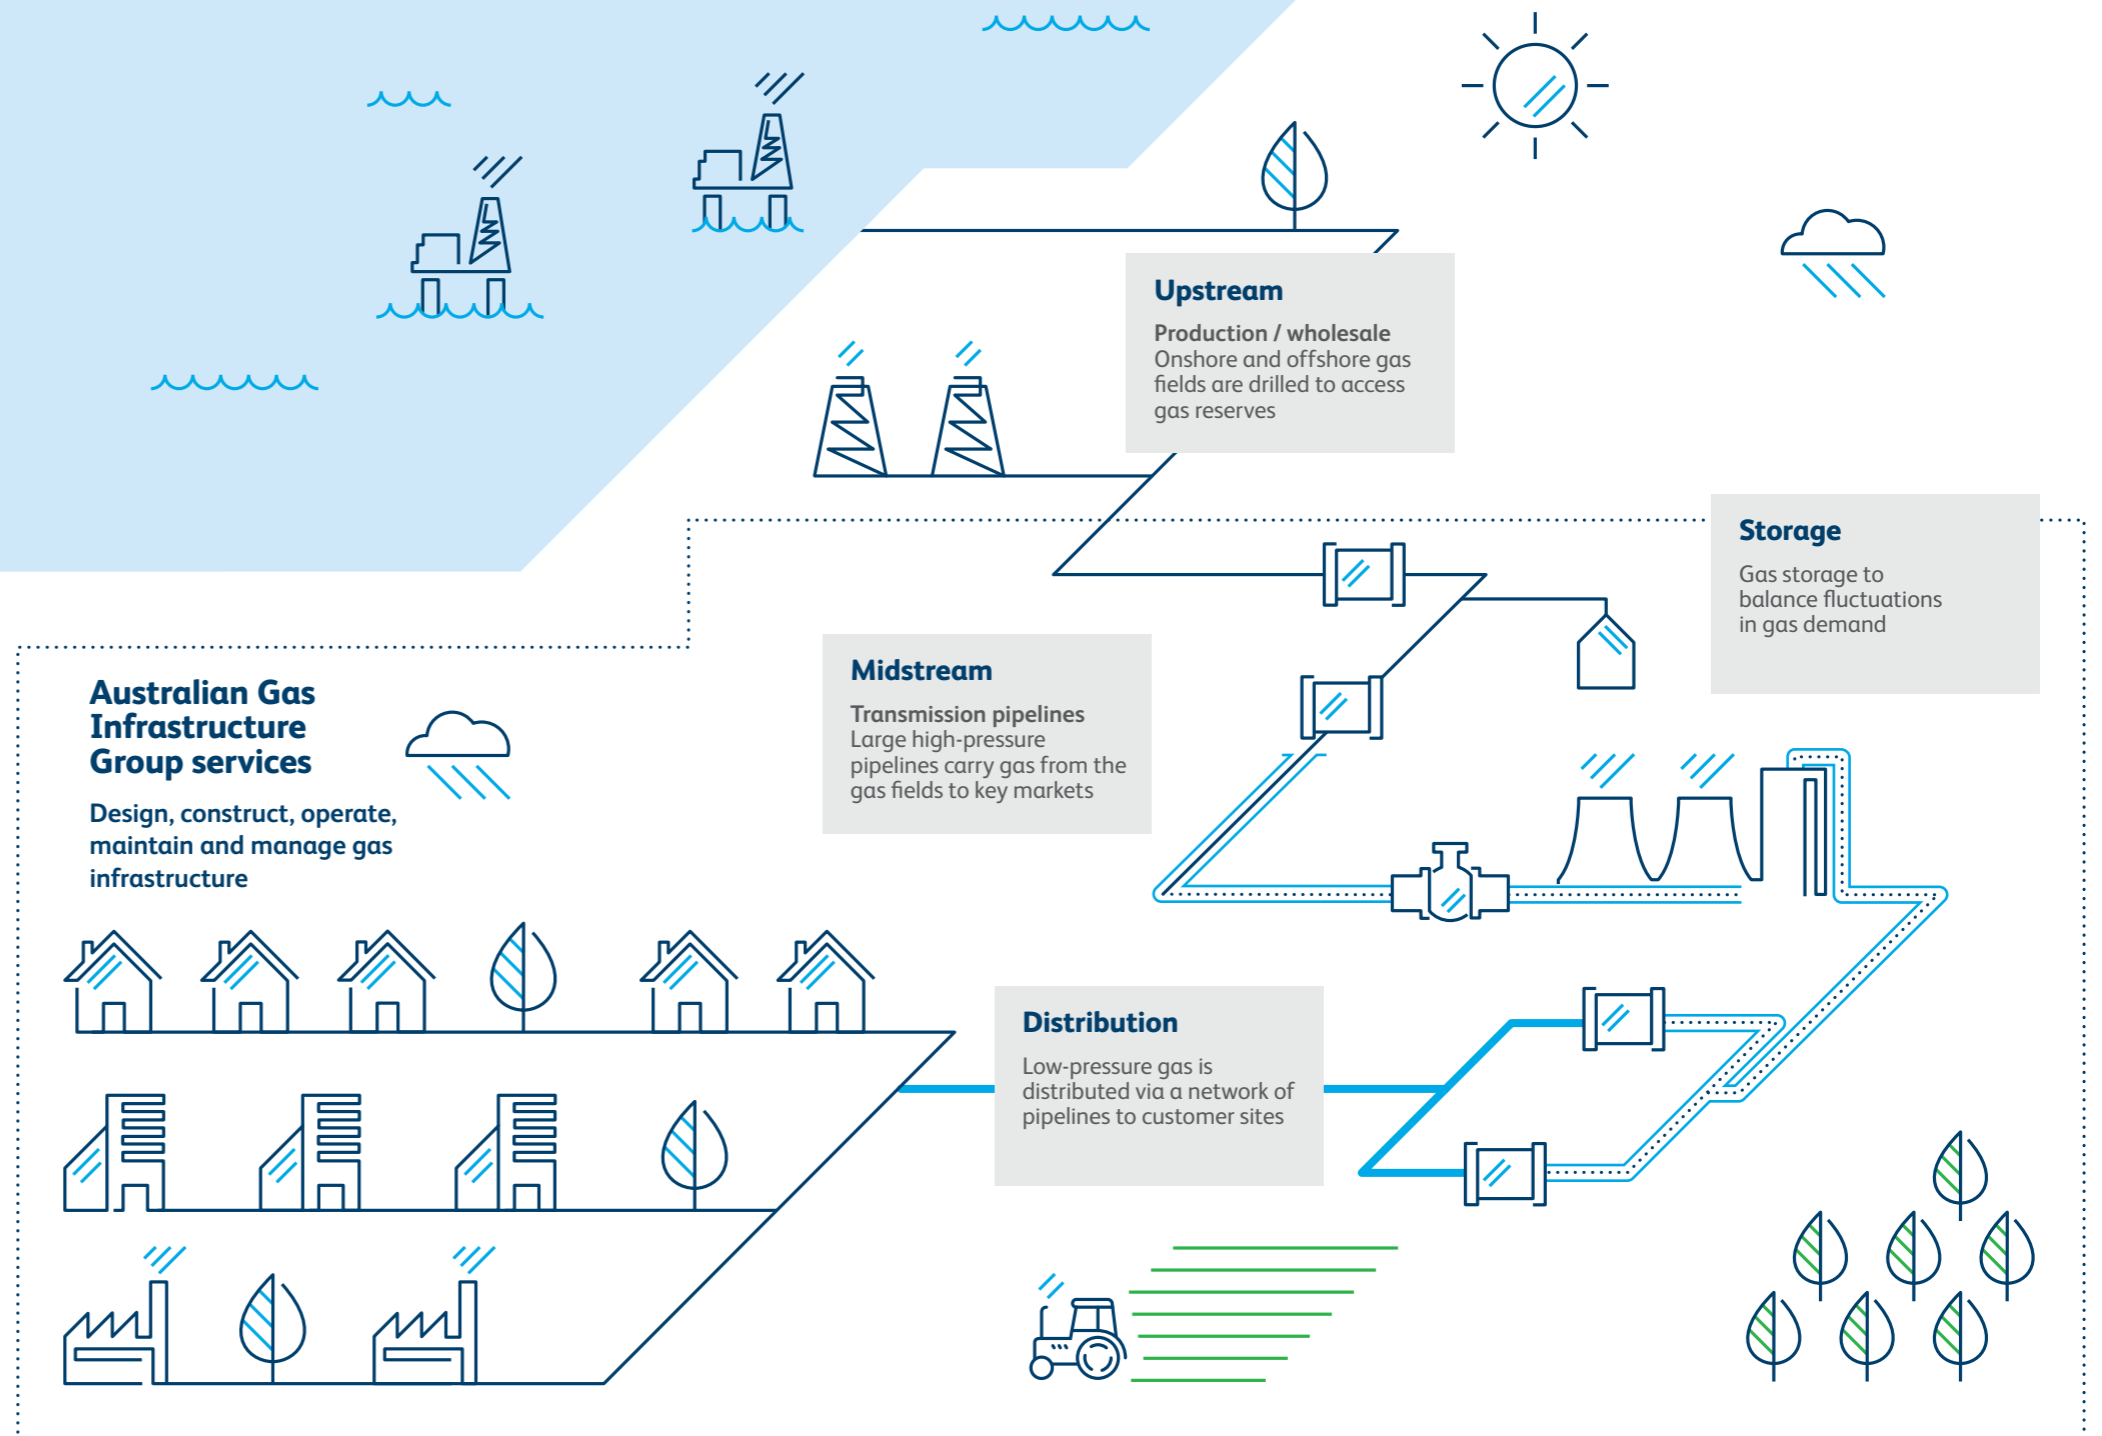 Upstream
Production / wholesale
Onshore and offshore gas
fields are drilled to access
gas reserves
Storage
Gas storage to
balance fluctuations
in gas demand
Midstream
Transmission pipelines
Large high-pressure
pipelines carry gas from the
gas fields to key markets
Australian Gas
Infrastructure
Group services
Design, construct, operate,
maintain and manage gas
infrastructure
Distribution
Low-pressure gas is
distributed via a network of
pipelines to customer sites